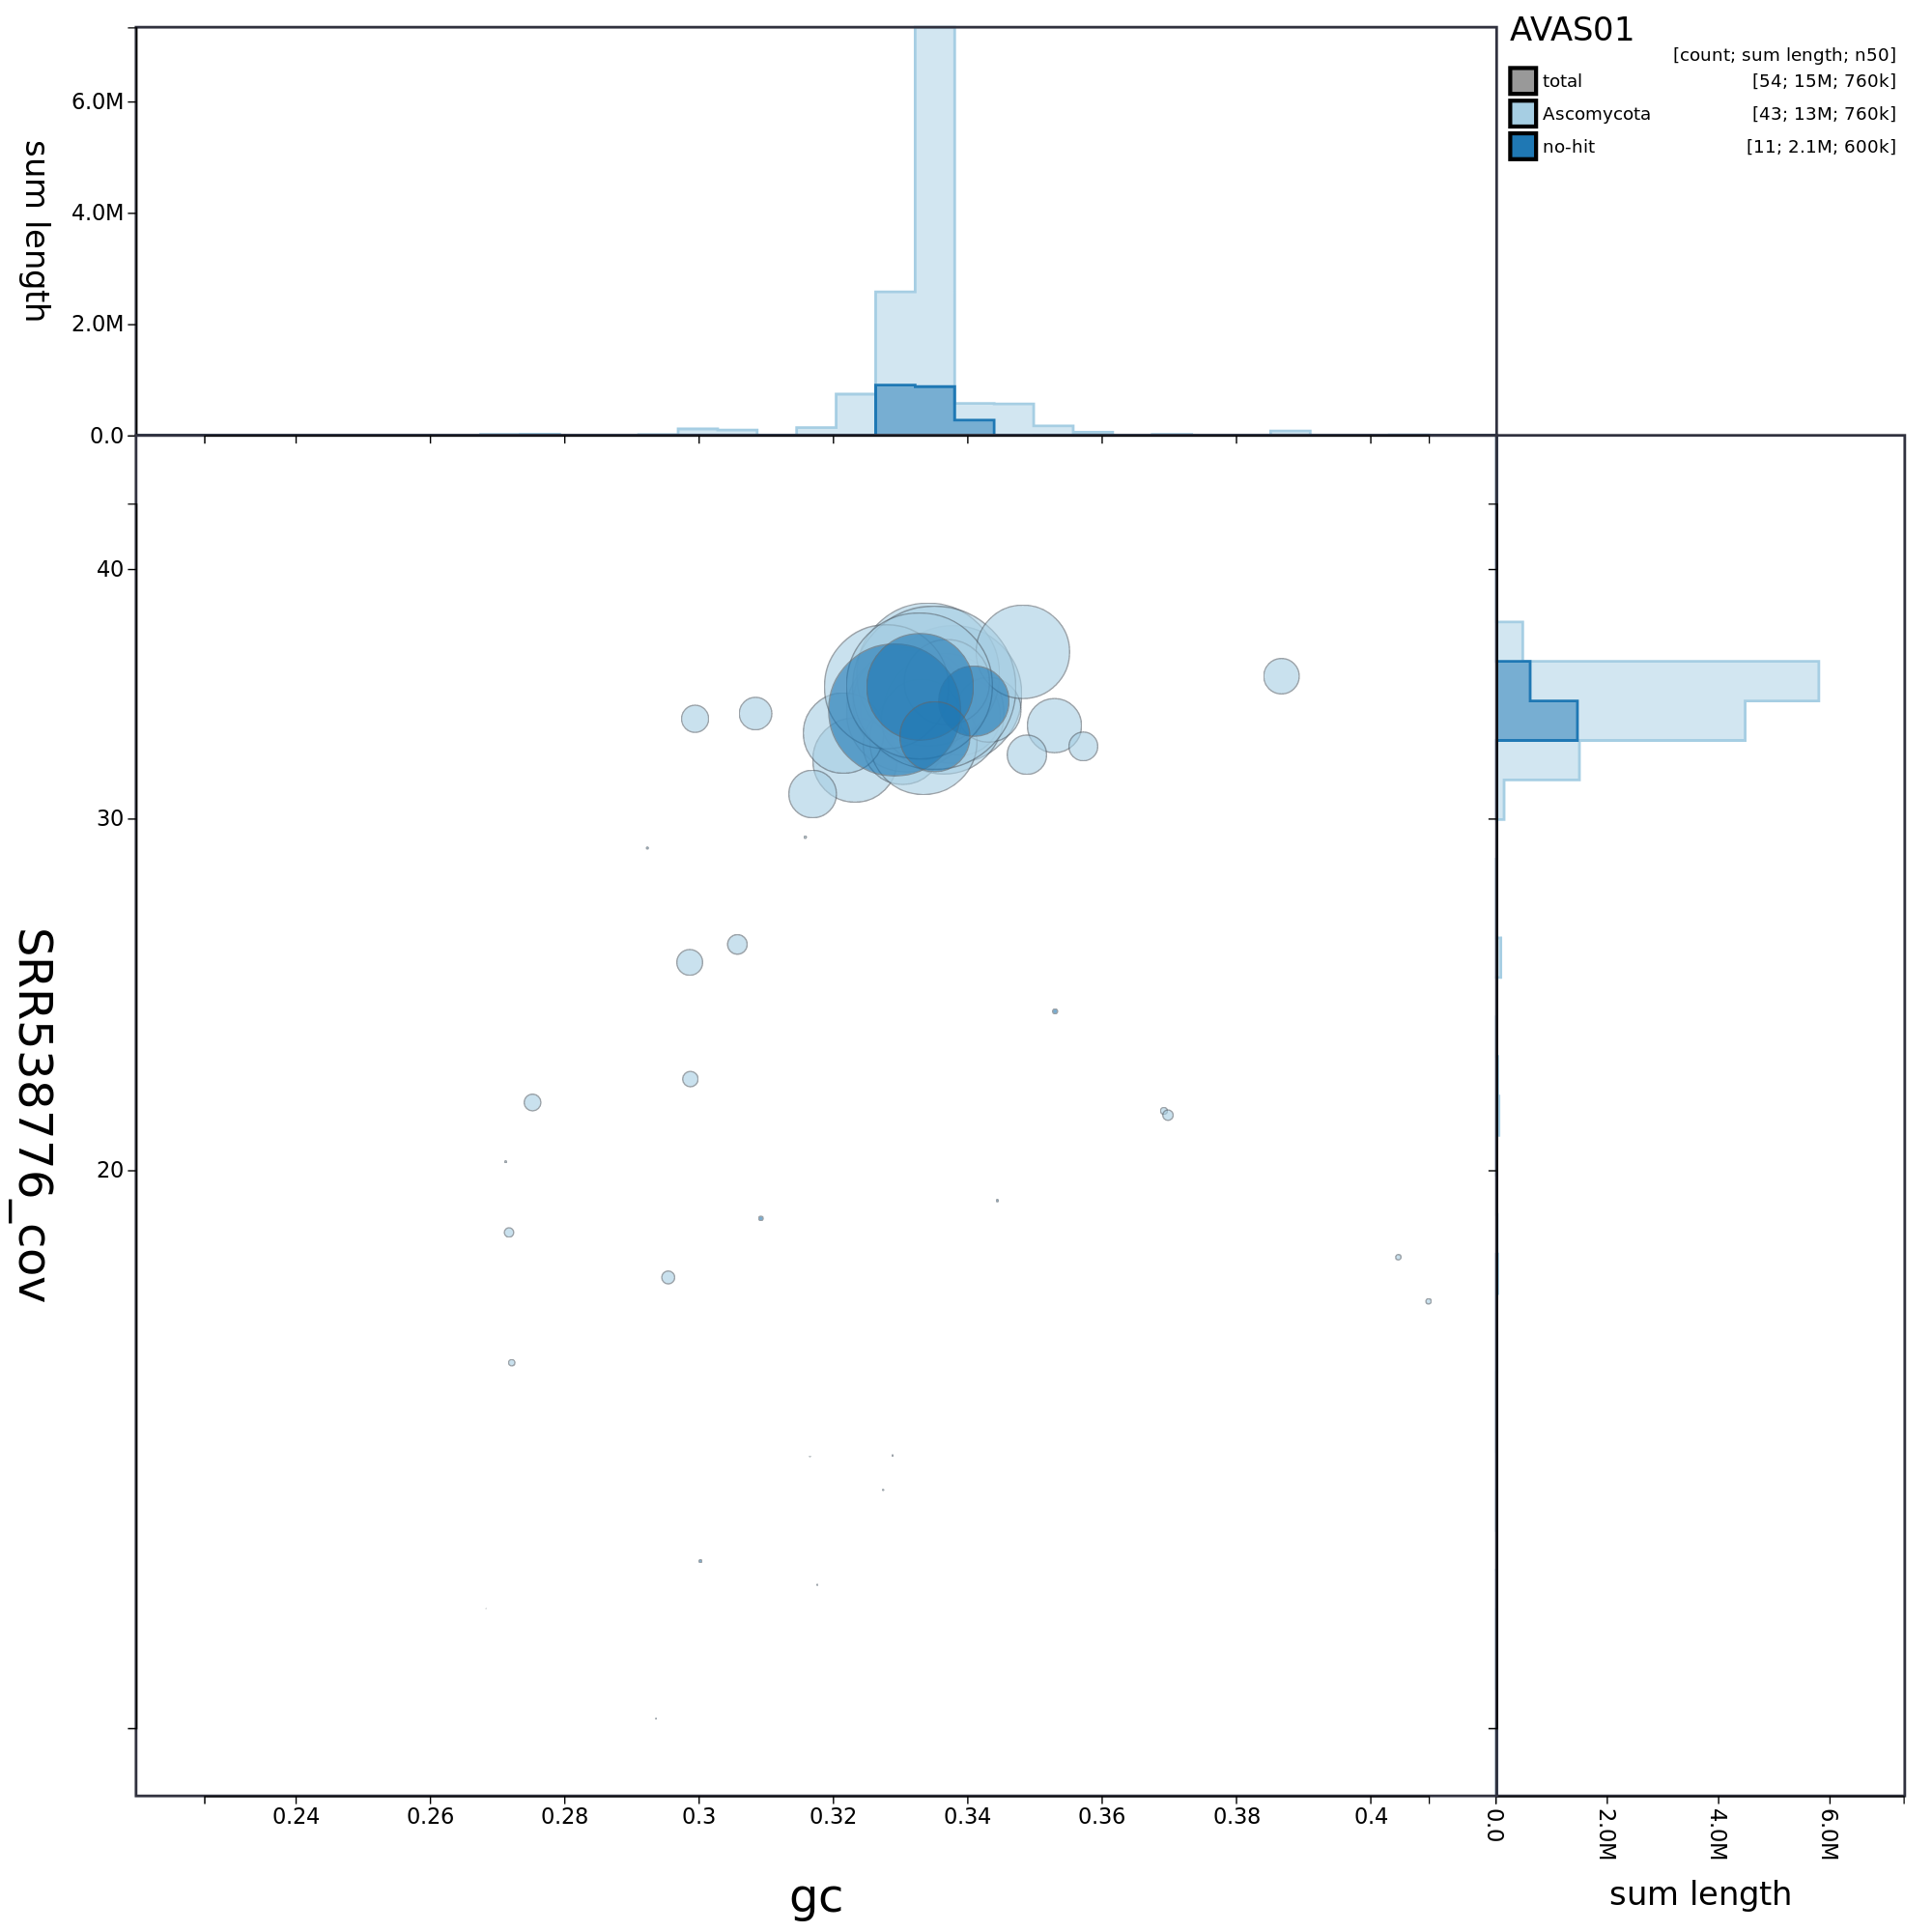 AVAS01
[count; sum length; n50]
total [54; 15M; 760k]
Ascomycota [43; 13M; 760k]
no-hit [11; 2.1M; 600k]
sum length
6.0M
4.0M
2.0M
0.0
SRR538776_cov
40
30
20
0.24 0.26 0.28 0.3 0.32 0.34 0.36 0.38 0.4
gc
0.0 2.0M 4.0M 6.0M
sum length